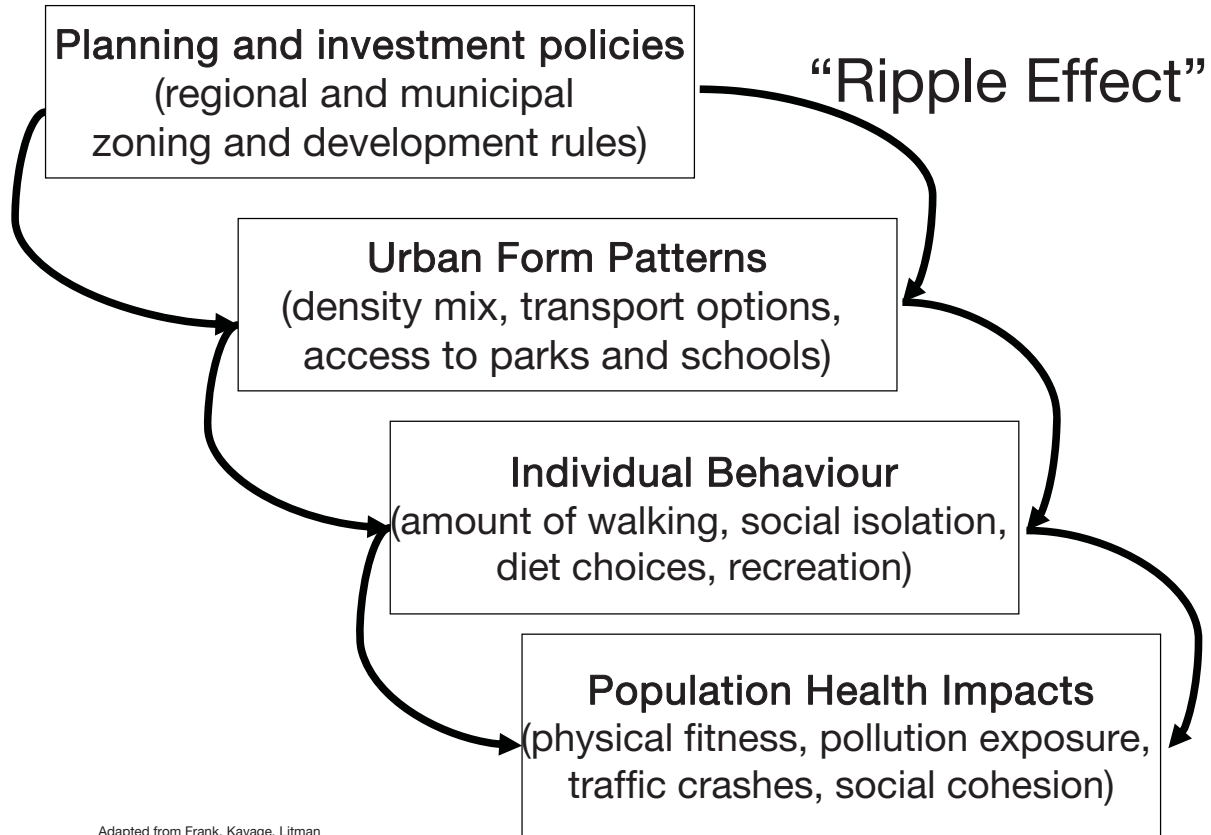 Planning and investment policies
(regional and municipal
zoning and development rules)
“Ripple Effect”
Urban Form Patterns
(density mix, transport options,
access to parks and schools)
Individual Behaviour
(amount of walking, social isolation,
diet choices, recreation)
Population Health Impacts
(physical fitness, pollution exposure,
traffic crashes, social cohesion)
Adapted from Frank, Kavage, Litman